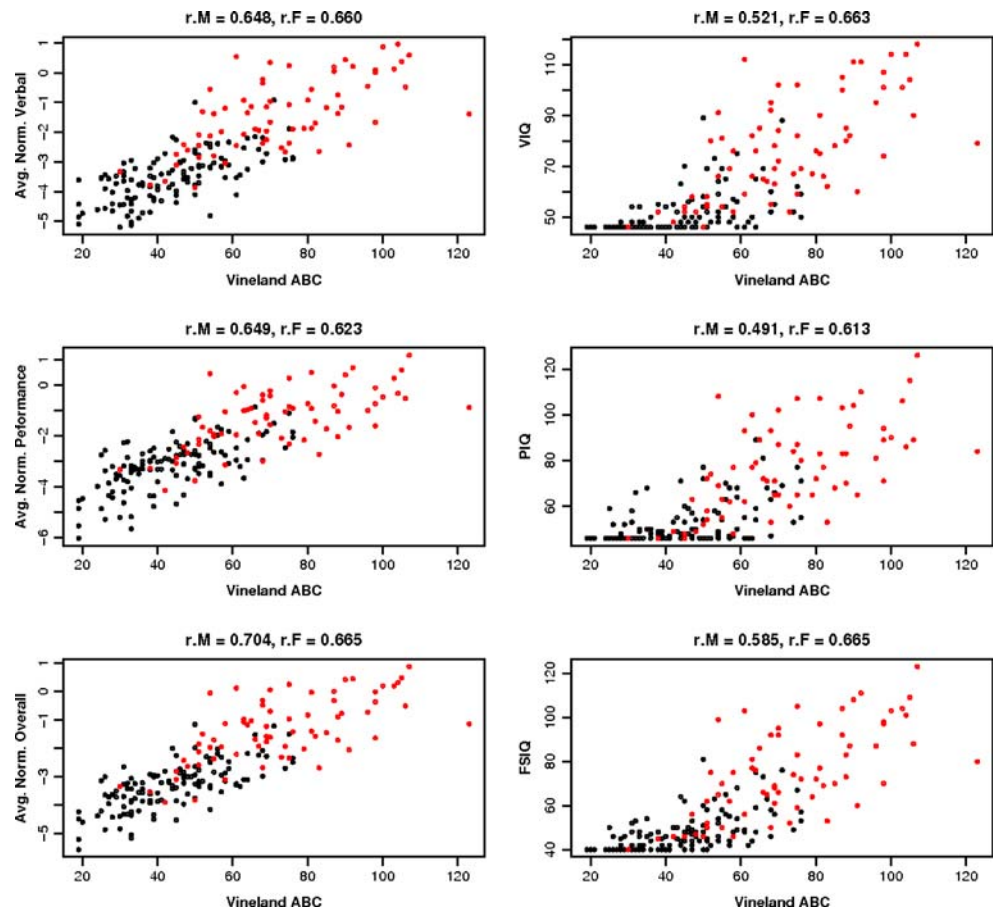 r.M = 0.648, r.F = 0.660
Avg. Norm. Verbal
1
0
−1
−2
−3
−4
−5
20 40 60 80 100 120
Vineland ABC
r.M = 0.521, r.F = 0.663
VIQ
110
90
70
50
20 40 60 80 100 120
Vineland ABC
r.M = 0.649, r.F = 0.623
Avg. Norm. Peformance
1
0
−2
−4
−6
20 40 60 80 100 120
Vineland ABC
r.M = 0.491, r.F = 0.613
PIQ
120
100
80
60
20 40 60 80 100 120
Vineland ABC
r.M = 0.704, r.F = 0.665
Avg. Norm. Overall
1
0
−1
−3
−5
20 40 60 80 100 120
Vineland ABC
r.M = 0.585, r.F = 0.665
FSIQ
120
100
80
60
40
20 40 60 80 100 120
Vineland ABC